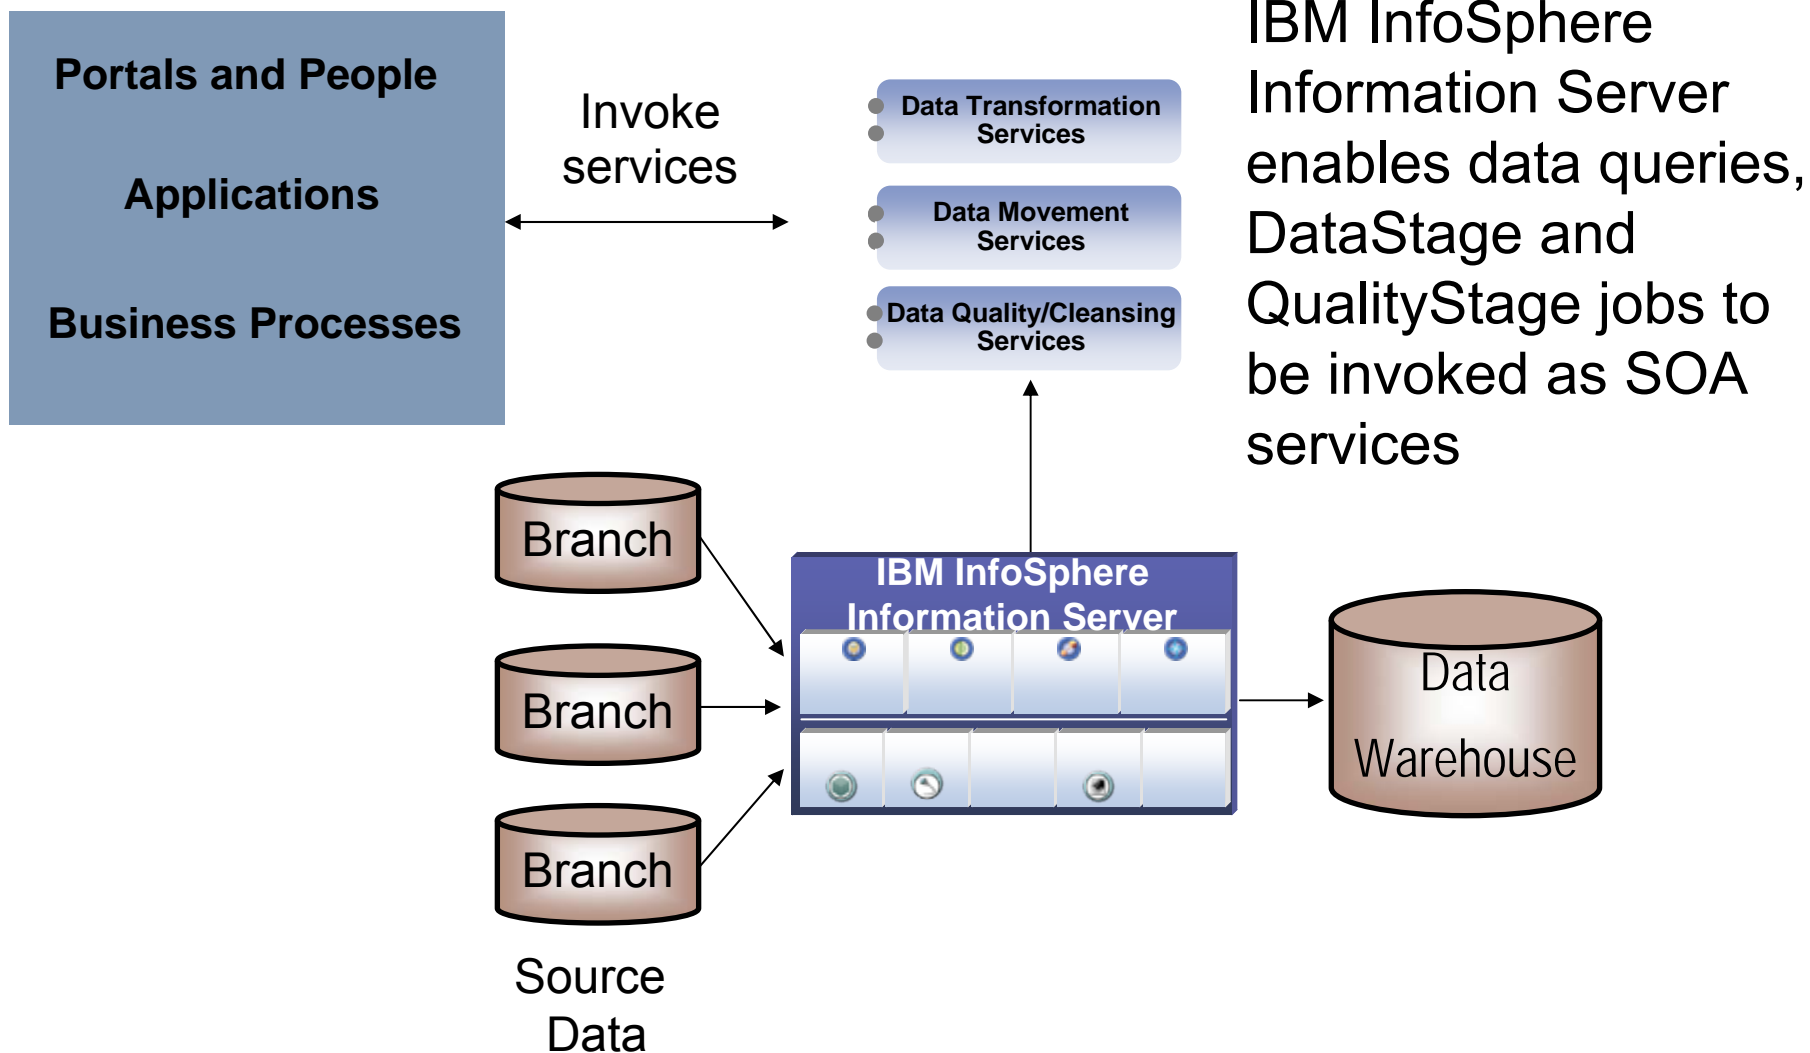 Portals and People
Applications
Business Processes
Invoke
services
Data Transformation
Services
Data Movement
Services
Data Quality/Cleansing
Services
IBM InfoSphere
Information Server
enables data queries,
DataStage and
QualityStage jobs to
be invoked as SOA
services
Branch
Branch
Branch
Source
Data
IBM InfoSphere
Information Server
Data
Warehouse